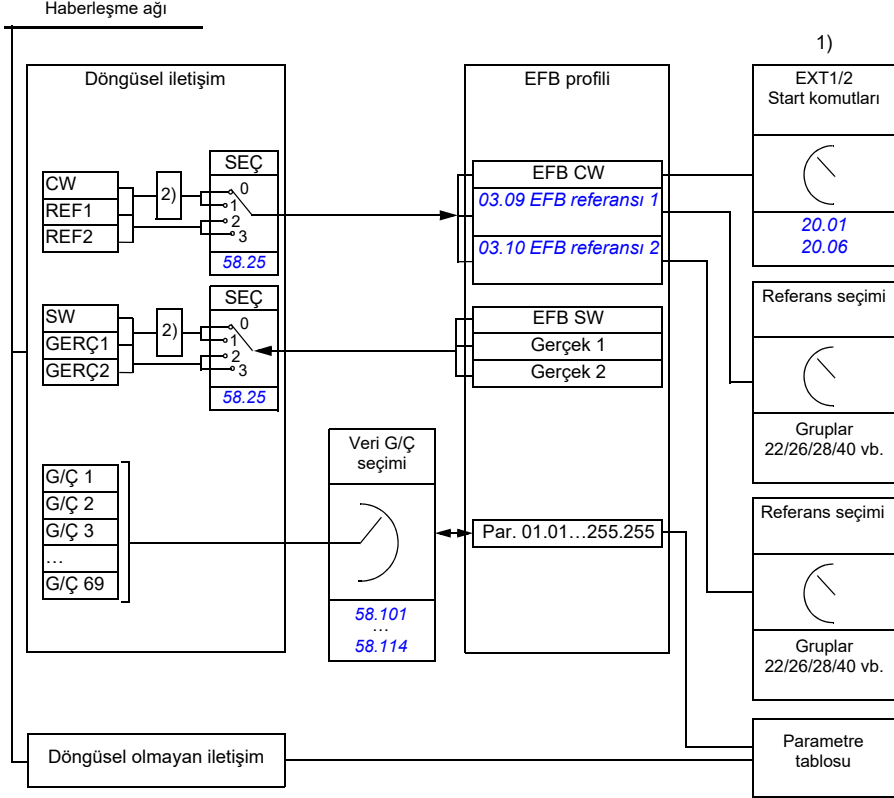 Haberleşme ağı
1)
Döngüsel iletişim
EFB profili
EXT1/2
Start komutları
CW
REF1
REF2
2)
SEÇ
0
1
2
3
58.25
EFB CW
03.09 EFB referansı 1
03.10 EFB referansı 2
20.01
20.06
SW
GERÇ1
GERÇ2
2)
SEÇ
0
1
2
3
58.25
EFB SW
Gerçek 1
Gerçek 2
Referans seçimi
Gruplar
22/26/28/40 vb.
G/Ç 1
G/Ç 2
G/Ç 3
…
G/Ç 69
Veri G/Ç
seçimi
58.101
…
58.114
Par. 01.01…255.255
Referans seçimi
Gruplar
22/26/28/40 vb.
Döngüsel olmayan iletişim
Parametre
tablosu